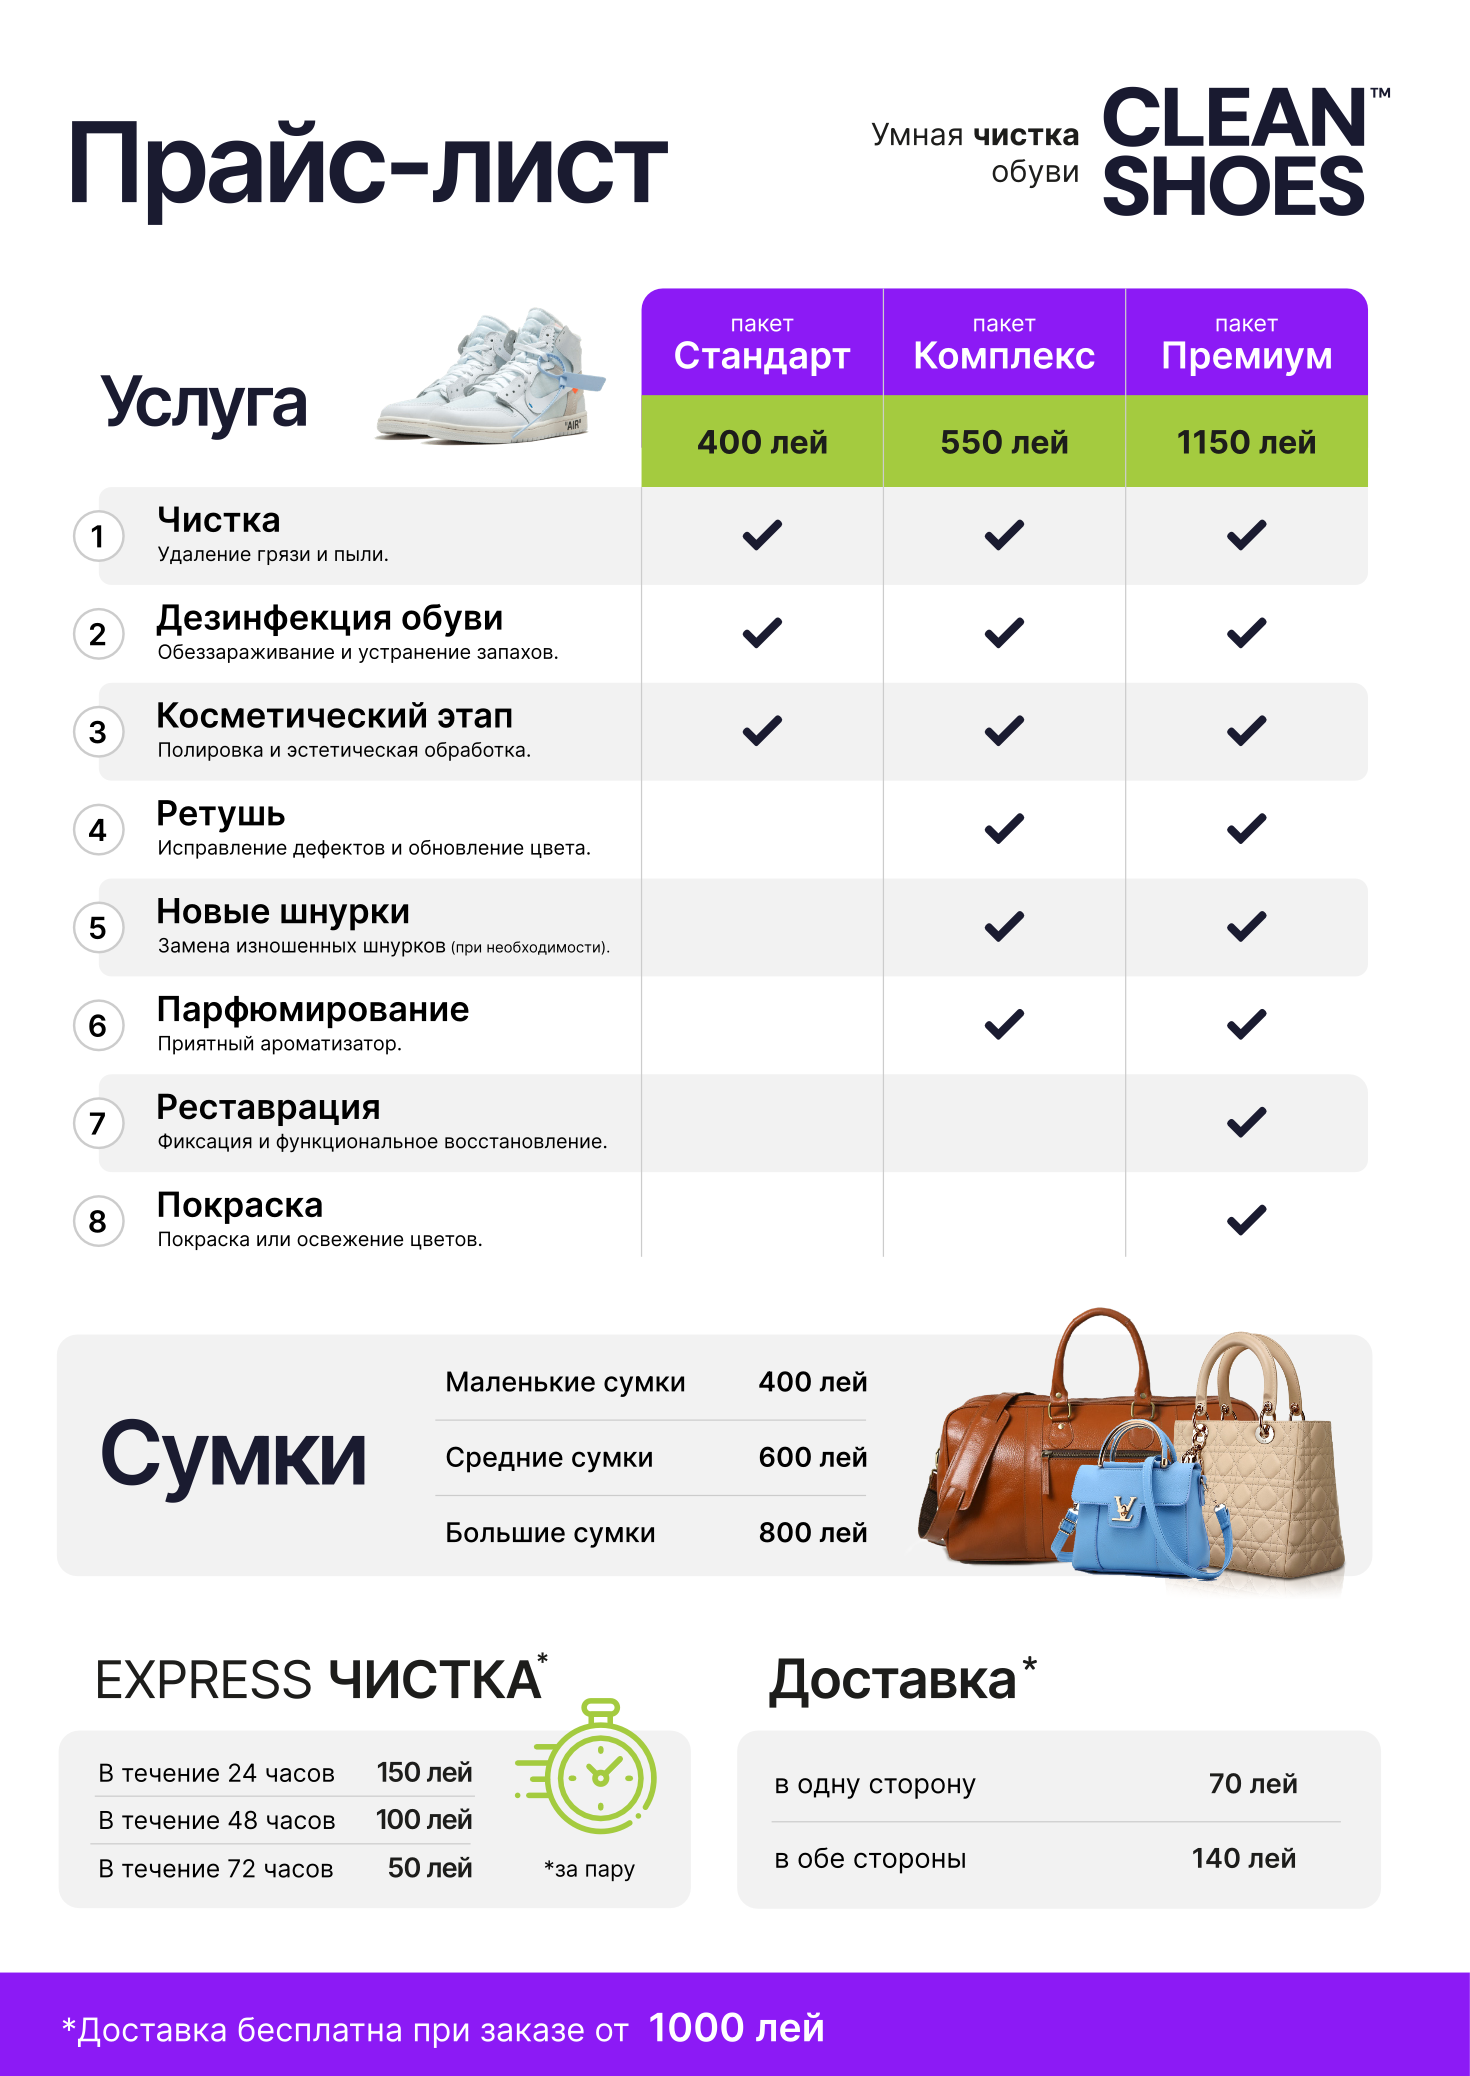 Прайс-лист
Умная чистка
обуви
CLEAN™
SHOES
Услуга
"AIR"
пакет
Стандарт
пакет
Комплекс
пакет
Премиум
400 лей
550 лей
1150 лей
1
Чистка
Удаление грязи и пыли.
2
Дезинфекция обуви
Обеззараживание и устранение запахов.
3
Косметический этап
Полировка и эстетическая обработка.
4
Ретушь
Исправление дефектов и обновление цвета.
5
Новые шнурки
Замена изношенных шнурков (при необходимости).
6
Парфюмирование
Приятный ароматизатор.
7
Реставрация
Фиксация и функциональное восстановление.
8
Покраска
Покраска или освежение цветов.
Сумки
Маленькие сумки 400 лей
Средние сумки 600 лей
Большие сумки 800 лей
LV
EXPRESS ЧИСТКА*
В течение 24 часов 150 лей
В течение 48 часов 100 лей
В течение 72 часов 50 лей
*за пару
Доставка*
в одну сторону 70 лей
в обе стороны 140 лей
*Доставка бесплатна при заказе от 1000 лей